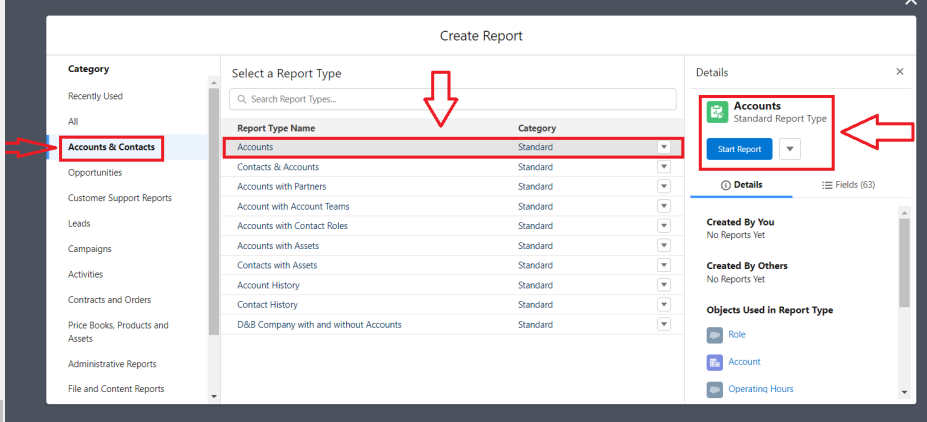 Create Report
Category
Recently Used
All
Accounts & Contacts
Opportunities
Customer Support Reports
Leads
Campaigns
Activities
Contracts and Orders
Price Books, Products and
Assets
Administrative Reports
File and Content Reports
Select a Report Type
Search Report Types...
Report Type Name Category
Accounts Standard
Contacts & Accounts Standard
Accounts with Partners Standard
Account with Account Teams Standard
Accounts with Contact Roles Standard
Accounts with Assets Standard
Contacts with Assets Standard
Account History Standard
Contact History Standard
D&B Company with and without Accounts Standard
Details
Accounts
Standard Report Type
Start Report
Details Fields (63)
Created By You
No Reports Yet
Created By Others
No Reports Yet
Objects Used in Report Type
Role
Account
Operating Hours